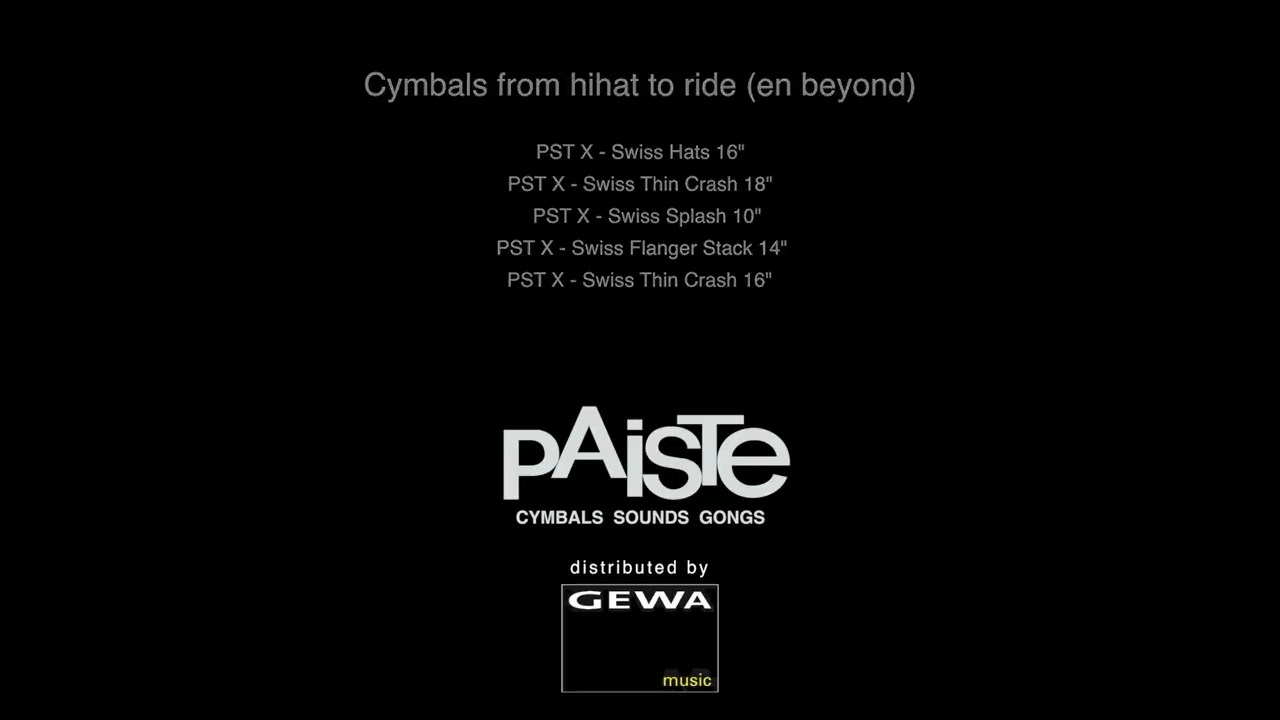 Cymbals from hihat to ride (en beyond)
PST X - Swiss Hats 16"
PST X - Swiss Thin Crash 18"
PST X - Swiss Splash 10"
PST X - Swiss Flanger Stack 14"
PST X - Swiss Thin Crash 16"
PAiSTe
CYMBALS SOUNDS GONGS
distributed by
GEWA
music